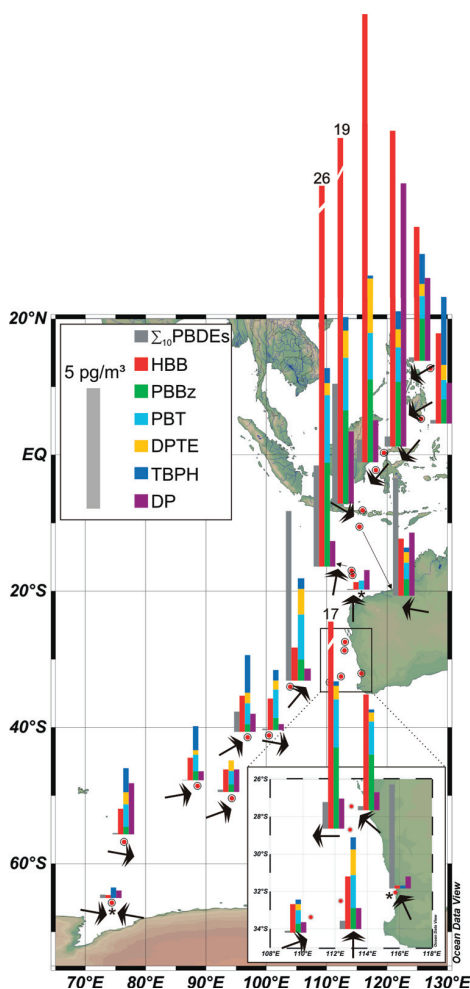 19
26
20°N
EQ
20°S
40°S
60°S
5 pg/m³
Σ₁₀PBDEs
HBB
PBBz
PBT
DPTE
TBPH
DP
*
17
26°S
28°S
30°S
32°S
34°S
*
108°E 110°E 112°E 114°E 116°E 118°E
Ocean Data View
*
70°E 80°E 90°E 100°E 110°E 120°E 130°E
Ocean Data View